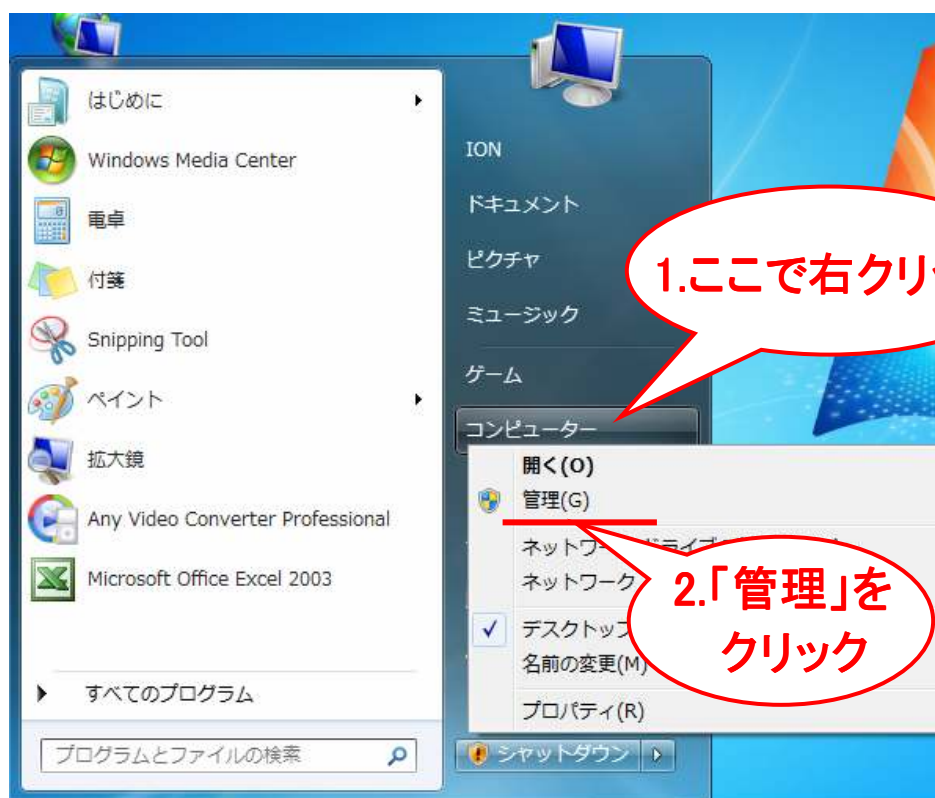 はじめに
Windows Media Center
電卓
付箋
Snipping Tool
ペイント
拡大鏡
Any Video Converter Professional
Microsoft Office Excel 2003
すべてのプログラム
プログラムとファイルの検索
ION
ドキュメント
ピクチャ
ミュージック
ゲーム
コンピューター
シャットダウン
1.ここで右クリ
開く(O)
管理(G)
ネットワー
ネットワーク
デスクトップ
名前の変更(M)
プロパティ(R)
2.「管理」を
クリック